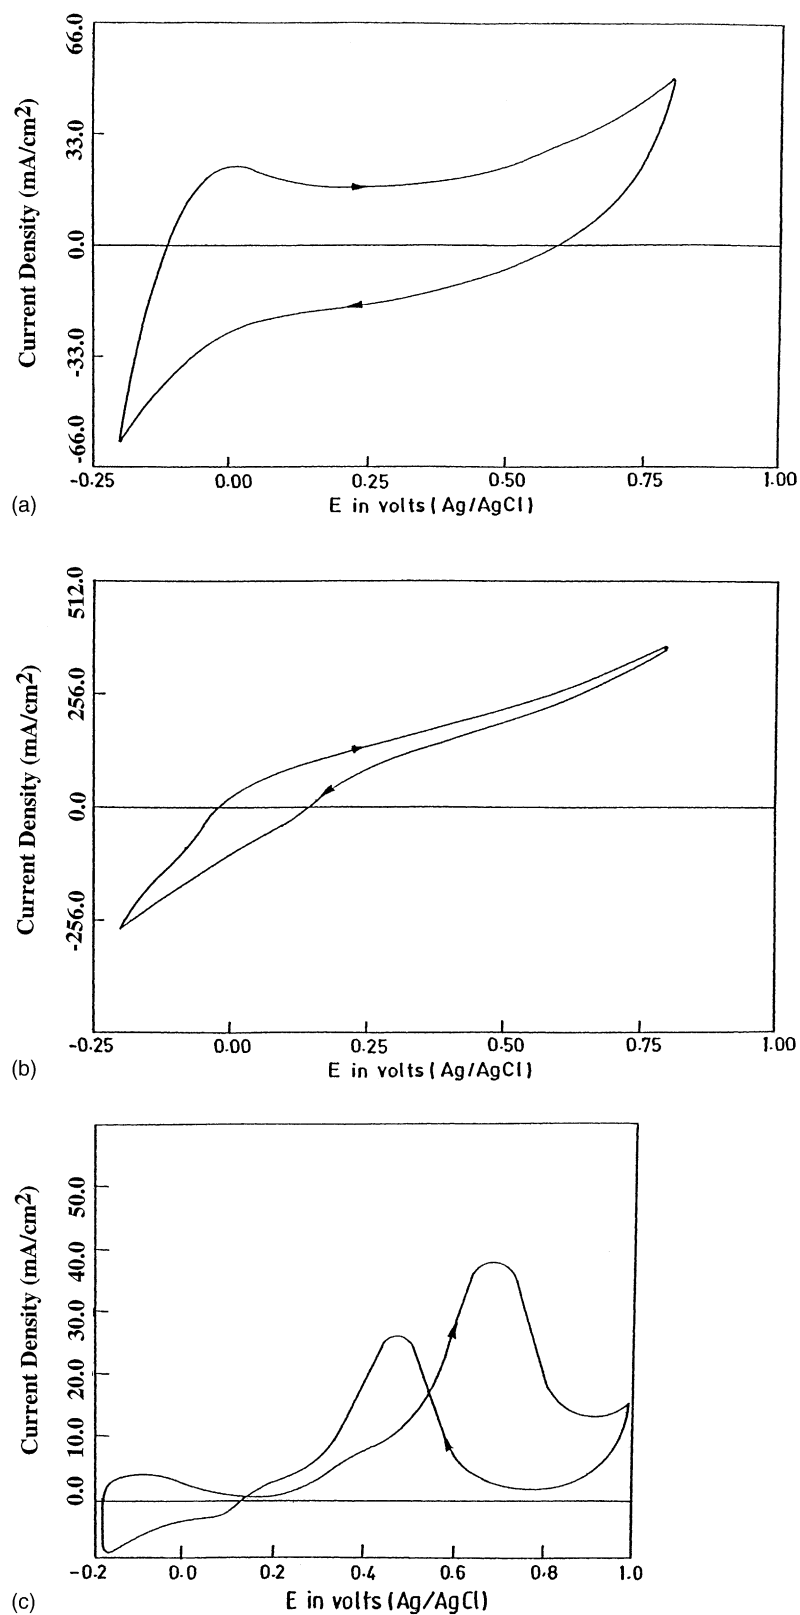 66.0
33.0
0.0
-33.0
-66.0
Current Density (mA/cm2)
-0.25 0.00 0.25 0.50 0.75 1.00
E in volts (Ag/AgCl)
(a)
512.0
256.0
0.0
-256.0
Current Density (mA/cm2)
-0.25 0.00 0.25 0.50 0.75 1.00
E in volts (Ag/AgCl)
(b)
50.0
40.0
30.0
20.0
10.0
0.0
Current Density (mA/cm2)
-0.2 0.0 0.2 0.4 0.6 0.8 1.0
E in volts (Ag/AgCl)
(c)